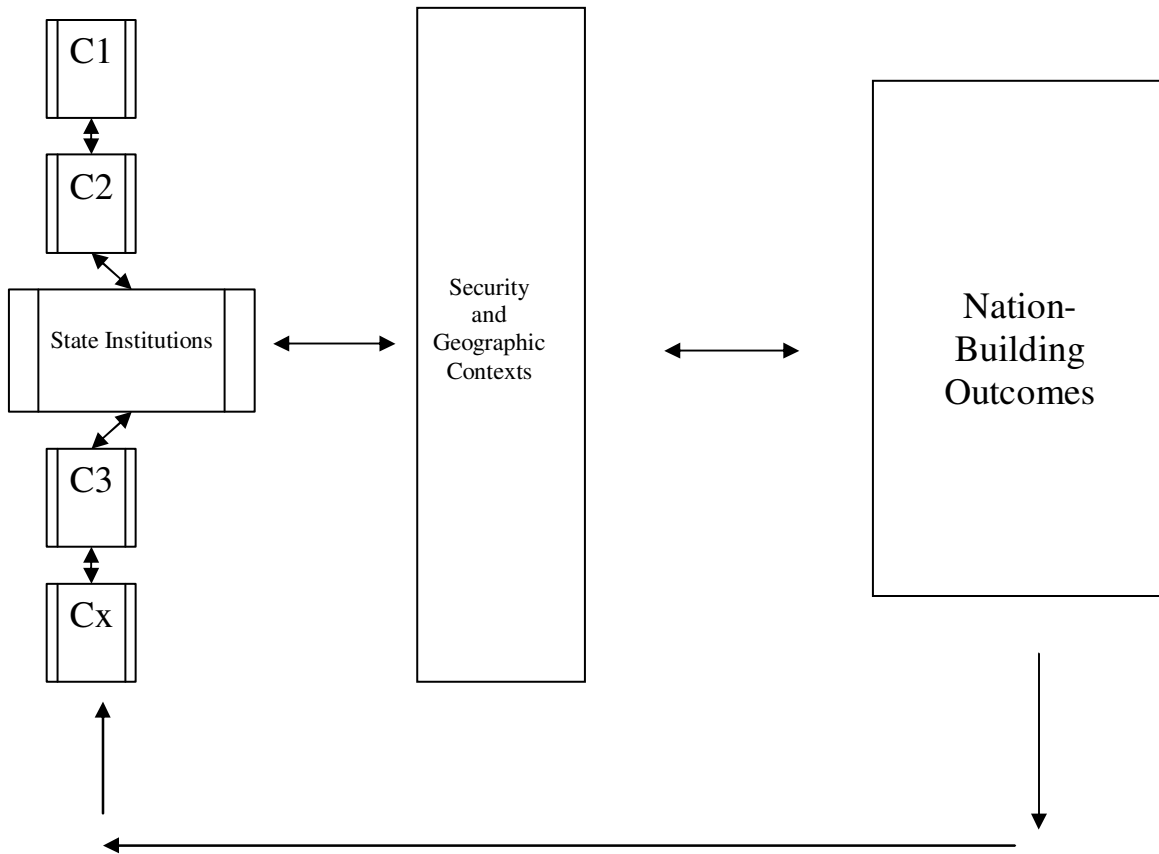 C1
C2
State Institutions
C3
Cx
Security
and
Geographic
Contexts
Nation-
Building
Outcomes